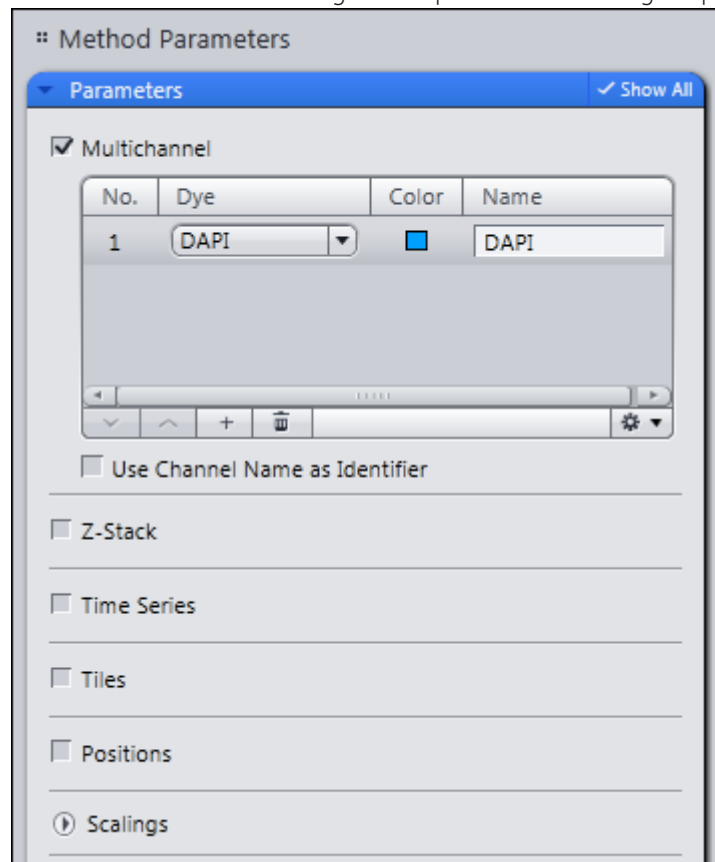 Method Parameters
Parameters Show All
Multichannel
No. Dye Color Name
1 DAPI DAPI
Use Channel Name as Identifier
Z-Stack
Time Series
Tiles
Positions
Scalings